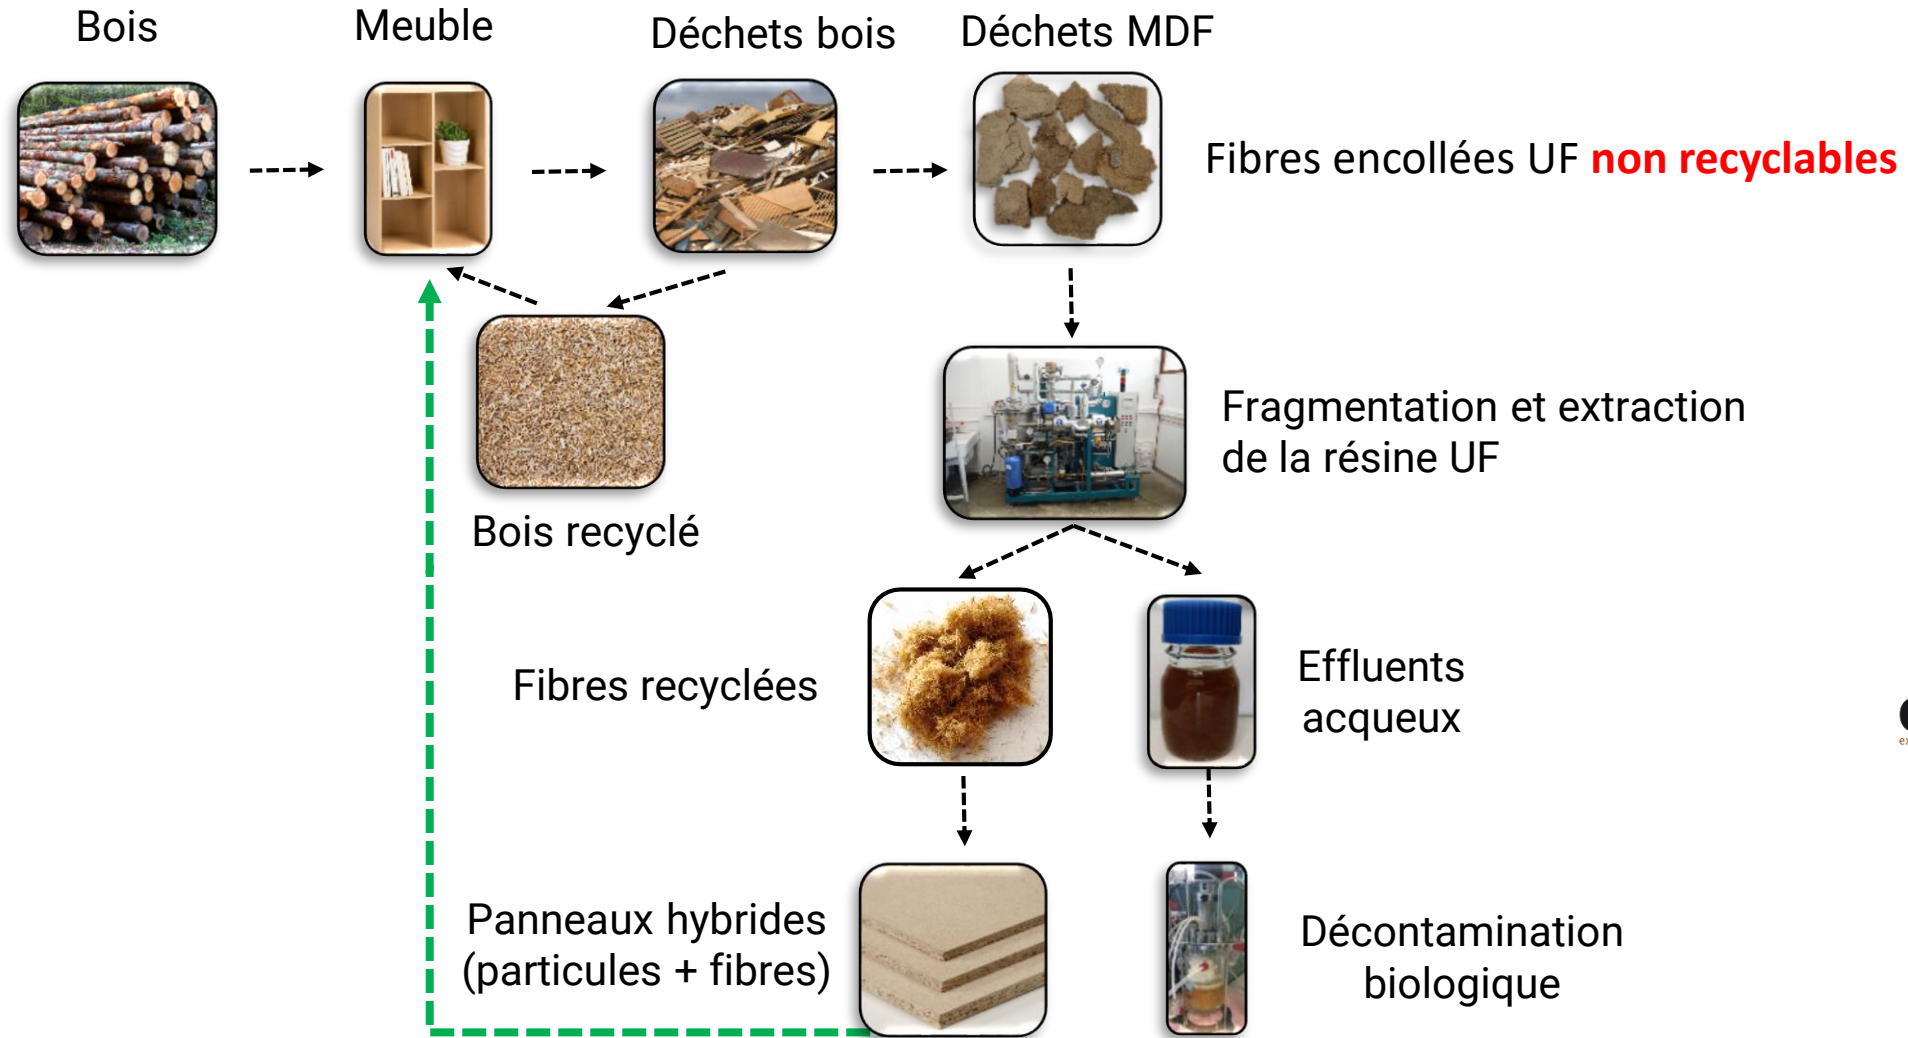 Bois
Meuble
Déchets bois
Déchets MDF
Fibres encollées UF non recyclables
Fragmentation et extraction
de la résine UF
Bois recyclé
Fibres recyclées
Effluents
acqueux
ex
Panneaux hybrides
(particules + fibres)
Décontamination
biologique